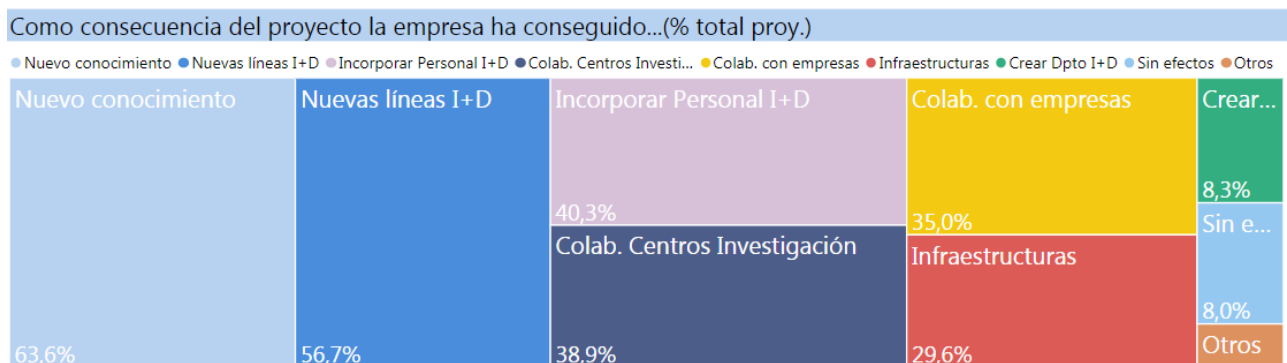 Como consecuencia del proyecto la empresa ha conseguido...(% total proy.)
Nuevo conocimiento Nuevas líneas I+D Incorporar Personal I+D Colab. Centros Investi... Colab. con empresas Infraestructuras Crear Dpto I+D Sin efectos Otros
Nuevo conocimiento
63,6%
Nuevas líneas I+D
56,7%
Incorporar Personal I+D
40,3%
Colab. Centros Investigación
38,9%
Colab. con empresas
35,0%
Infraestructuras
29,6%
Crear...
8,3%
Sin e...
8,0%
Otros